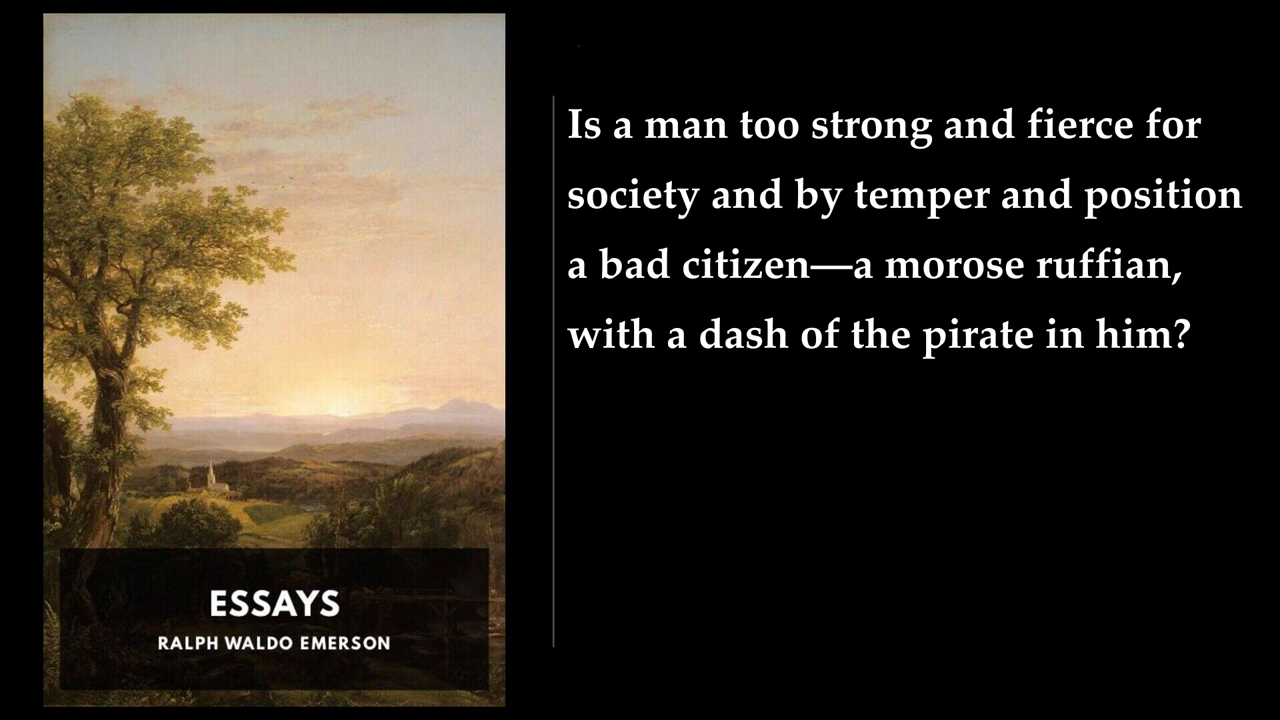 ESSAYS
RALPH WALDO EMERSON
Is a man too strong and fierce for
society and by temper and position
a bad citizen—a morose ruffian,
with a dash of the pirate in him?